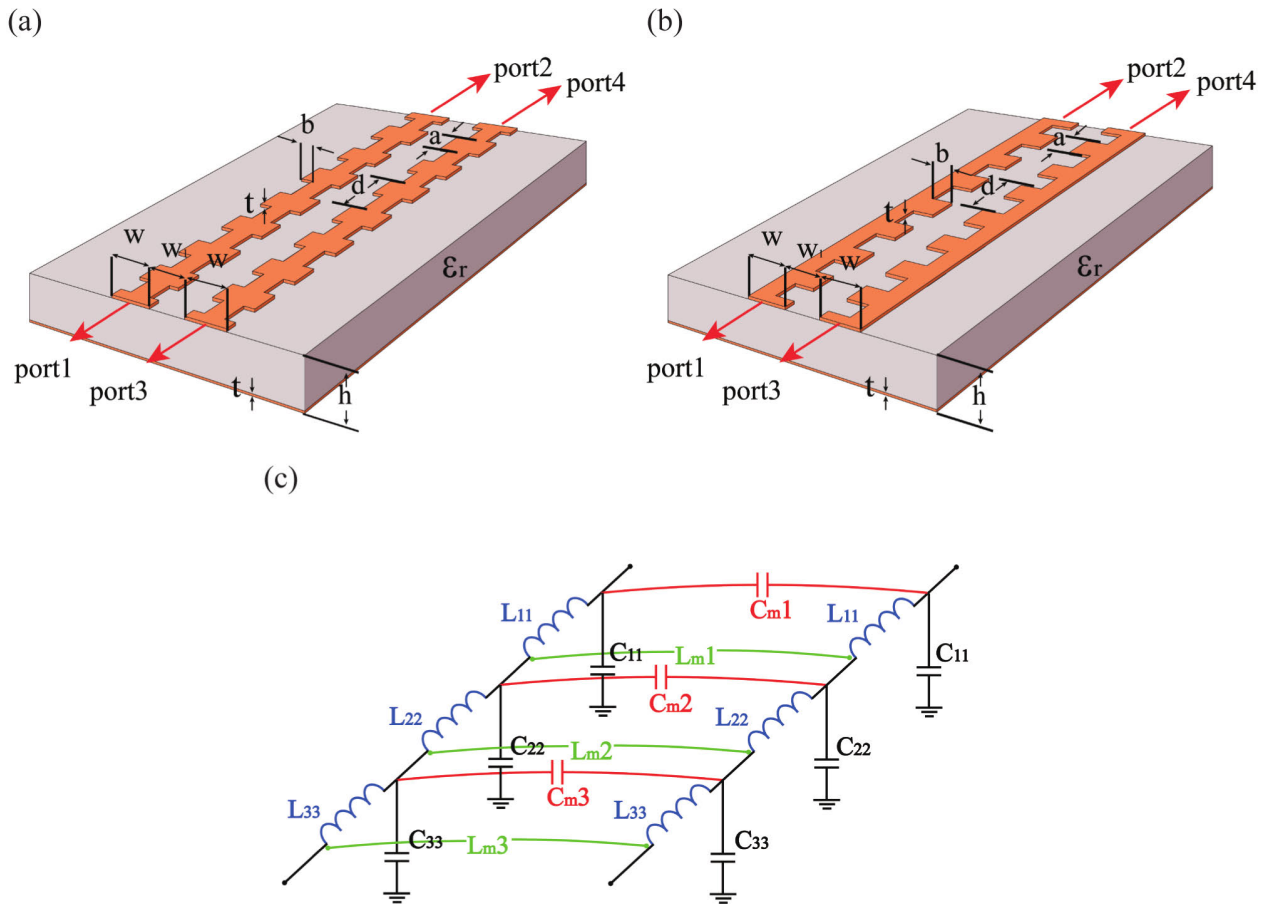 (a)
port2
port4
b
a
d
t
w
w
w
εr
port1
port3
t
h
(b)
port2
port4
b
a
d
t
w
w1
w
εr
port1
port3
t
h
(c)
Cm1
L11
L11
C11
C11
Lm1
Cm2
L22
L22
C22
C22
Lm2
Cm3
L33
L33
C33
C33
Lm3